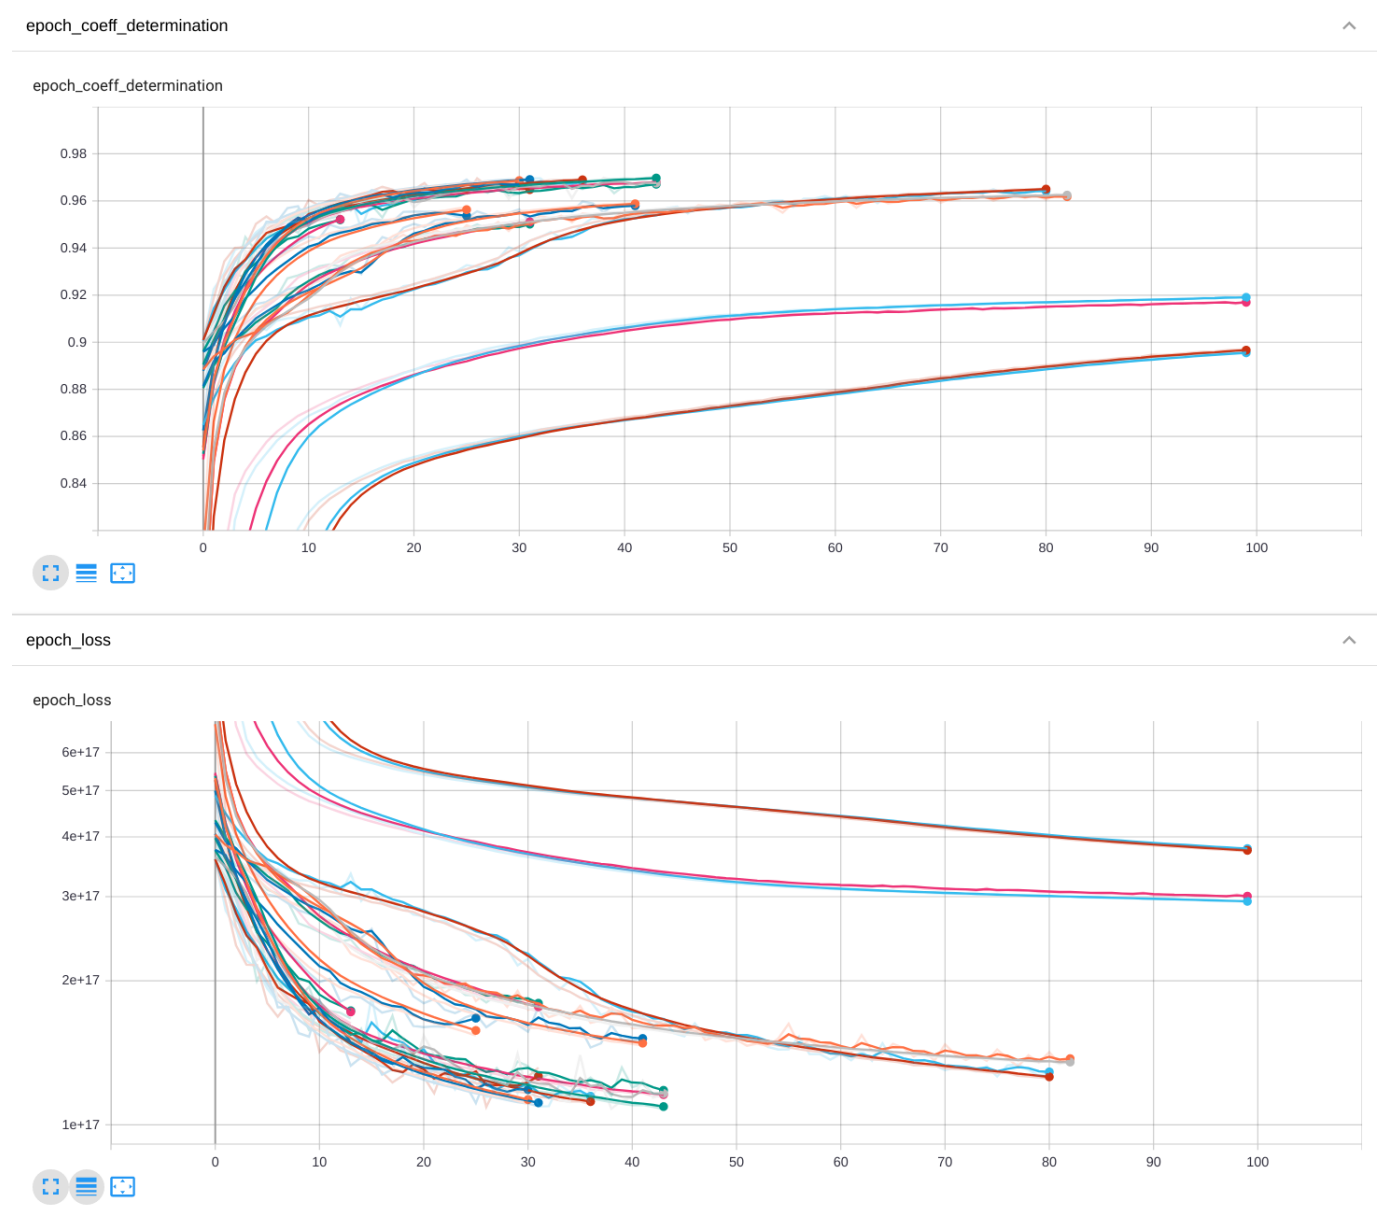 epoch_coeff_determination
epoch_coeff_determination
0.98
0.96
0.94
0.92
0.9
0.88
0.86
0.84
0 10 20 30 40 50 60 70 80 90 100
epoch_loss
epoch_loss
6e+17
5e+17
4e+17
3e+17
2e+17
1e+17
0 10 20 30 40 50 60 70 80 90 100